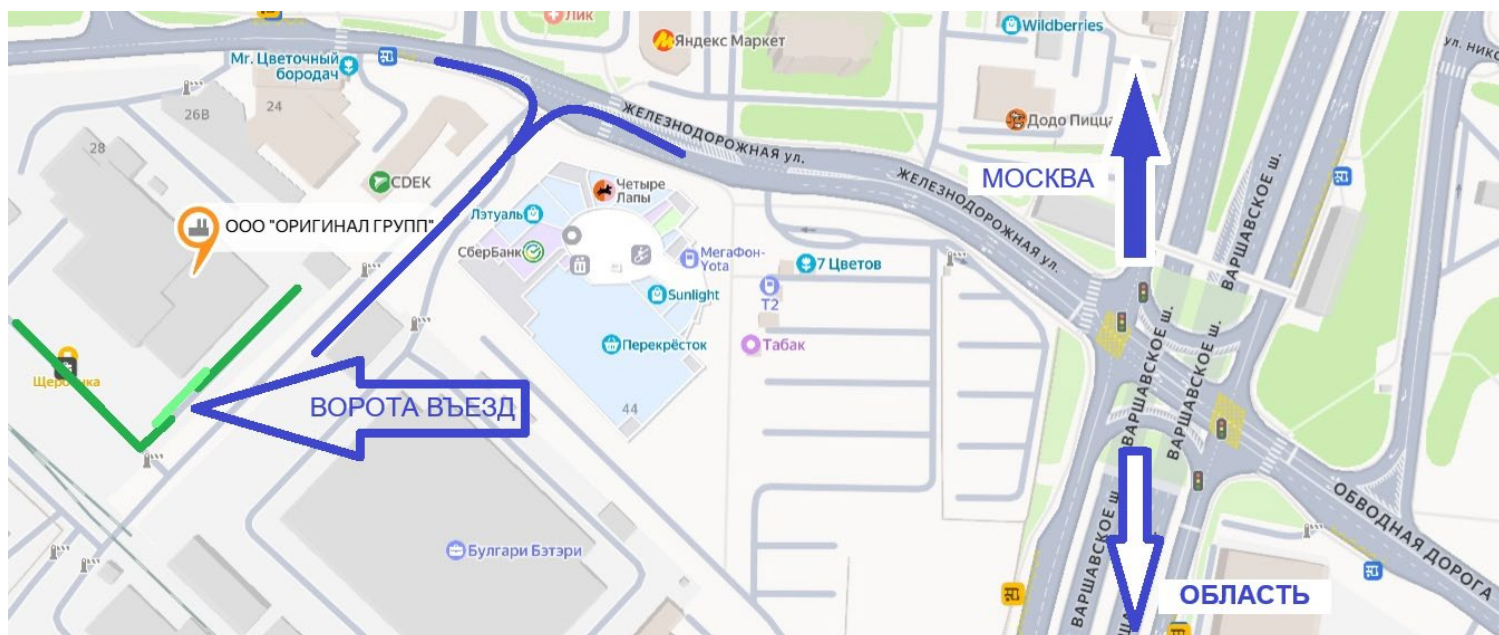 Лик
Wildberries
Яндекс Маркет
ул. НИКО
Mr. Цветочный
бородач
26В
24
28
ЖЕЛЕЗНОДОРОЖНАЯ ул.
Додо Пицца
CDEK
МОСКВА
ЖЕЛЕЗНОДОРОЖНАЯ ул.
ВАРШАВСКОЕ ш.
Четыре
Лапы
Лэтуаль
ООО "ОРИГИНАЛ ГРУПП"
СберБанк
МегаФон-
Yota
7 Цветов
Sunlight
Т2
ВАРШАВСКОЕ ш.
ВАРШАВСКОЕ ш.
Перекрёсток
Табак
ВОРОТА ВЪЕЗД
44
ВАРШАВСКОЕ ш.
ВАРШАВСКОЕ ш
ОБВОДНАЯ ДОРОГА
Булгари Бэтэри
ОБЛАСТЬ